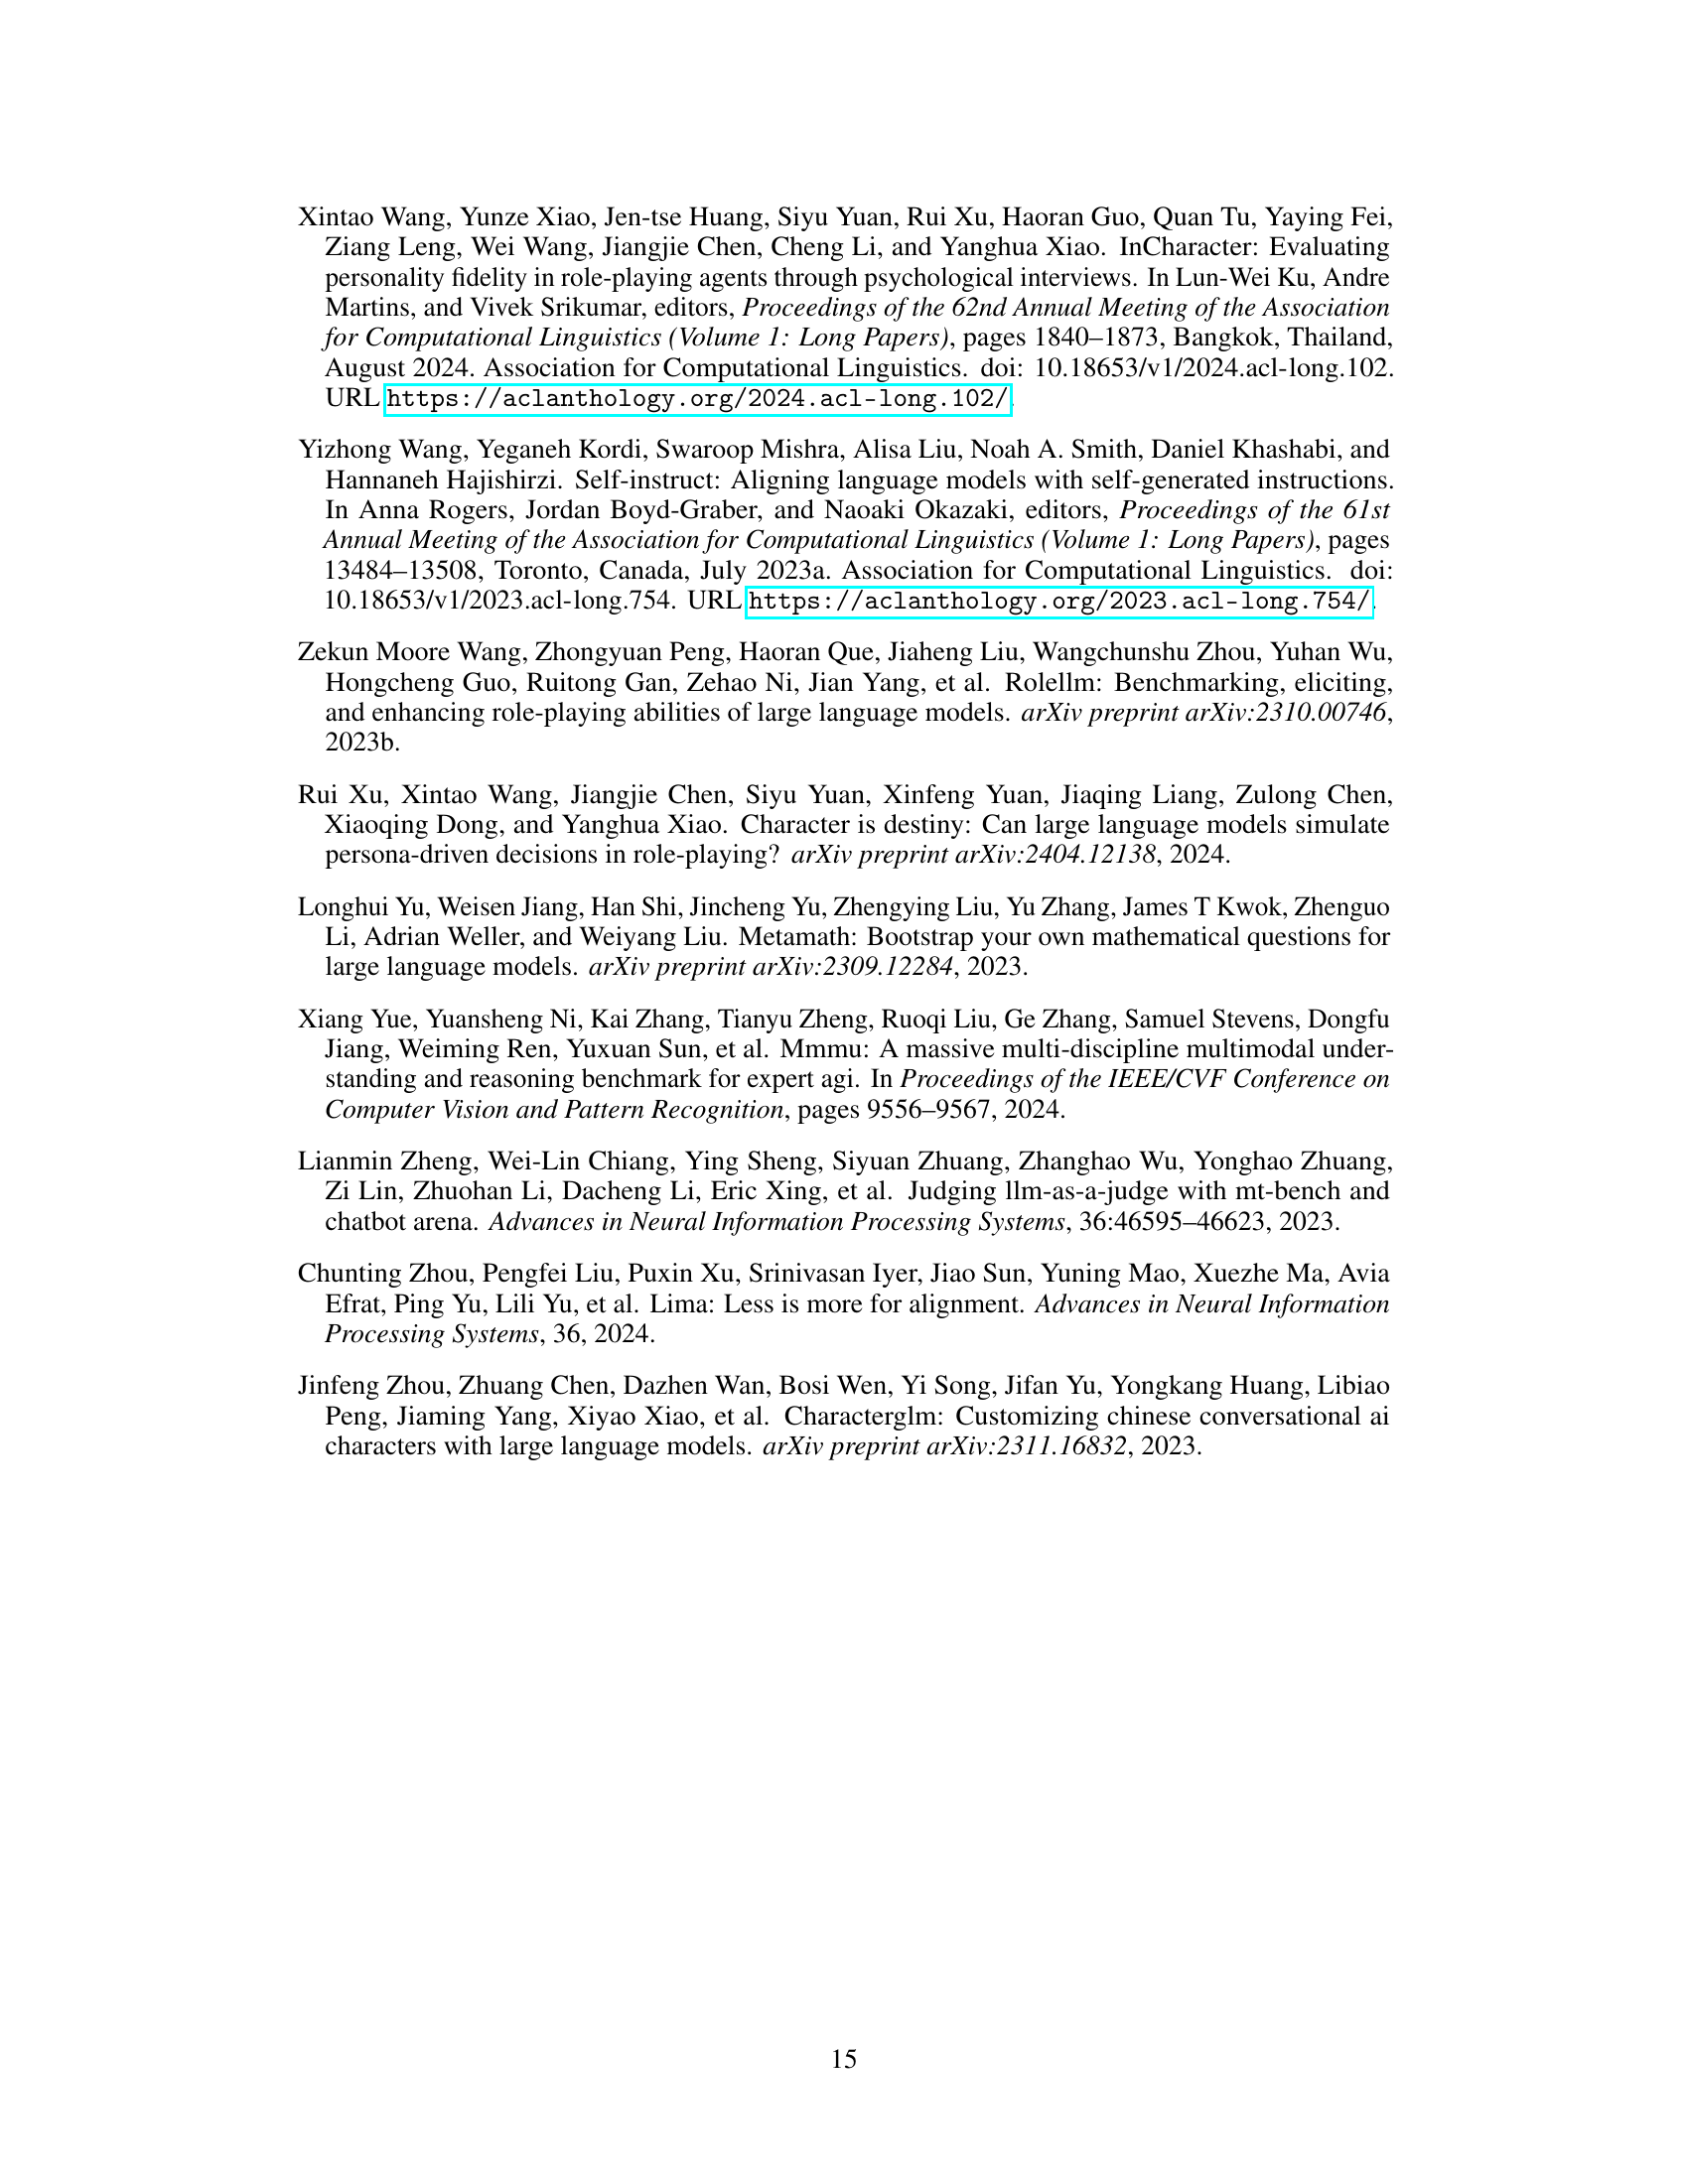 Xintao Wang, Yunze Xiao, Jen-tse Huang, Siyu Yuan, Rui Xu, Haoran Guo, Quan Tu, Yaying Fei,
Ziang Leng, Wei Wang, Jiangjie Chen, Cheng Li, and Yanghua Xiao. InCharacter: Evaluating
personality fidelity in role-playing agents through psychological interviews. In Lun-Wei Ku, Andre
Martins, and Vivek Srikumar, editors, Proceedings of the 62nd Annual Meeting of the Association
for Computational Linguistics (Volume 1: Long Papers), pages 1840–1873, Bangkok, Thailand,
August 2024. Association for Computational Linguistics. doi: 10.18653/v1/2024.acl-long.102.
URL https://aclanthology.org/2024.acl-long.102/.
Yizhong Wang, Yeganeh Kordi, Swaroop Mishra, Alisa Liu, Noah A. Smith, Daniel Khashabi, and
Hannaneh Hajishirzi. Self-instruct: Aligning language models with self-generated instructions.
In Anna Rogers, Jordan Boyd-Graber, and Naoaki Okazaki, editors, Proceedings of the 61st
Annual Meeting of the Association for Computational Linguistics (Volume 1: Long Papers), pages
13484–13508, Toronto, Canada, July 2023a. Association for Computational Linguistics. doi:
10.18653/v1/2023.acl-long.754. URL https://aclanthology.org/2023.acl-long.754/.
Zekun Moore Wang, Zhongyuan Peng, Haoran Que, Jiaheng Liu, Wangchunshu Zhou, Yuhan Wu,
Hongcheng Guo, Ruitong Gan, Zehao Ni, Jian Yang, et al. Rolellm: Benchmarking, eliciting,
and enhancing role-playing abilities of large language models. arXiv preprint arXiv:2310.00746,
2023b.
Rui Xu, Xintao Wang, Jiangjie Chen, Siyu Yuan, Xinfeng Yuan, Jiaqing Liang, Zulong Chen,
Xiaoqing Dong, and Yanghua Xiao. Character is destiny: Can large language models simulate
persona-driven decisions in role-playing? arXiv preprint arXiv:2404.12138, 2024.
Longhui Yu, Weisen Jiang, Han Shi, Jincheng Yu, Zhengying Liu, Yu Zhang, James T Kwok, Zhenguo
Li, Adrian Weller, and Weiyang Liu. Metamath: Bootstrap your own mathematical questions for
large language models. arXiv preprint arXiv:2309.12284, 2023.
Xiang Yue, Yuansheng Ni, Kai Zhang, Tianyu Zheng, Ruoqi Liu, Ge Zhang, Samuel Stevens, Dongfu
Jiang, Weiming Ren, Yuxuan Sun, et al. Mmmu: A massive multi-discipline multimodal under-
standing and reasoning benchmark for expert agi. In Proceedings of the IEEE/CVF Conference on
Computer Vision and Pattern Recognition, pages 9556–9567, 2024.
Lianmin Zheng, Wei-Lin Chiang, Ying Sheng, Siyuan Zhuang, Zhanghao Wu, Yonghao Zhuang,
Zi Lin, Zhuohan Li, Dacheng Li, Eric Xing, et al. Judging llm-as-a-judge with mt-bench and
chatbot arena. Advances in Neural Information Processing Systems, 36:46595–46623, 2023.
Chunting Zhou, Pengfei Liu, Puxin Xu, Srinivasan Iyer, Jiao Sun, Yuning Mao, Xuezhe Ma, Avia
Efrat, Ping Yu, Lili Yu, et al. Lima: Less is more for alignment. Advances in Neural Information
Processing Systems, 36, 2024.
Jinfeng Zhou, Zhuang Chen, Dazhen Wan, Bosi Wen, Yi Song, Jifan Yu, Yongkang Huang, Libiao
Peng, Jiaming Yang, Xiyao Xiao, et al. Characterglm: Customizing chinese conversational ai
characters with large language models. arXiv preprint arXiv:2311.16832, 2023.
15